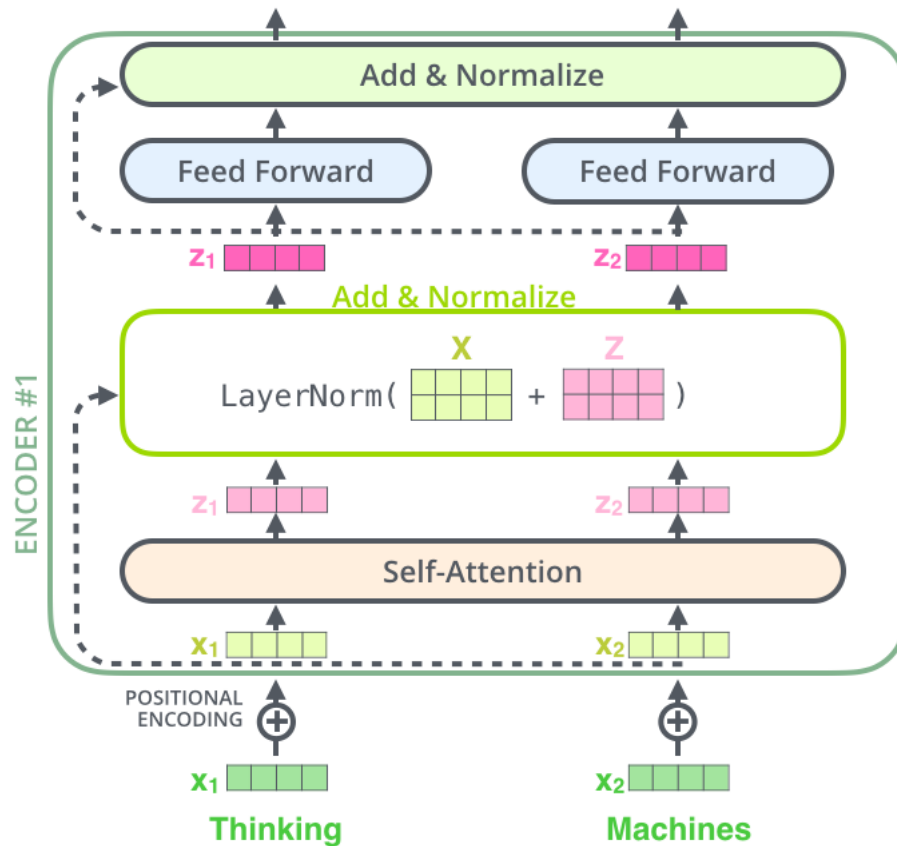 Add & Normalize
Feed Forward
Feed Forward
z1
z2
Add & Normalize
X
Z
LayerNorm( + )
ENCODER #1
z1
z2
Self-Attention
x1
x2
POSITIONAL
ENCODING
x1
x2
Thinking
Machines